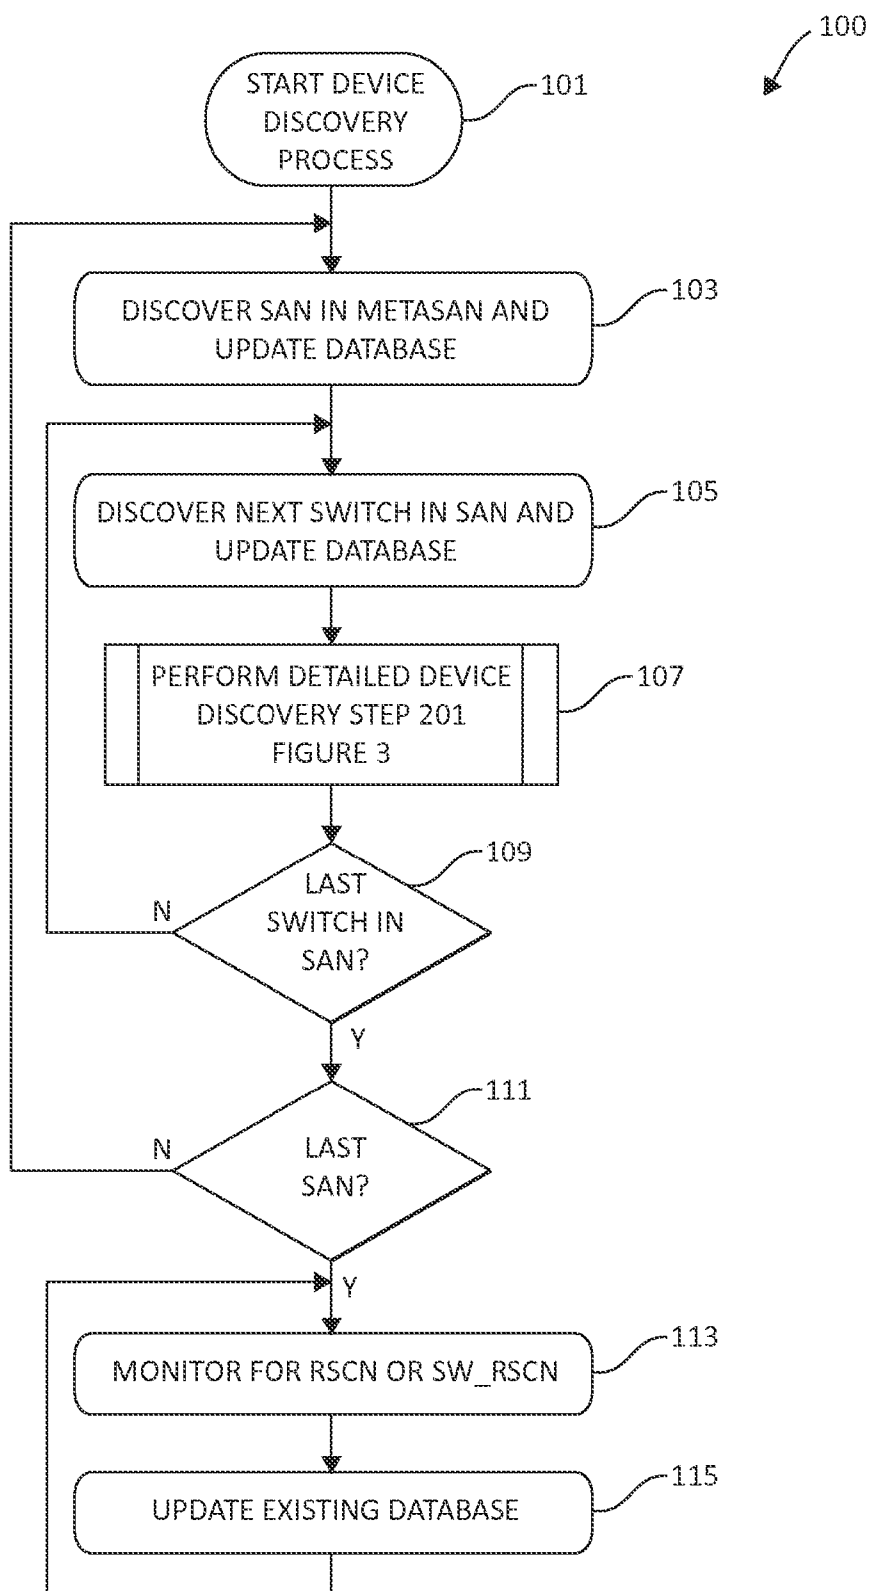 100
START DEVICE
DISCOVERY
PROCESS
101
DISCOVER SAN IN METASAN AND
UPDATE DATABASE
103
DISCOVER NEXT SWITCH IN SAN AND
UPDATE DATABASE
105
PERFORM DETAILED DEVICE
DISCOVERY STEP 201
FIGURE 3
107
LAST
SWITCH IN
SAN?
109
N
Y
LAST
SAN?
111
N
Y
MONITOR FOR RSCN OR SW_RSCN
113
UPDATE EXISTING DATABASE
115